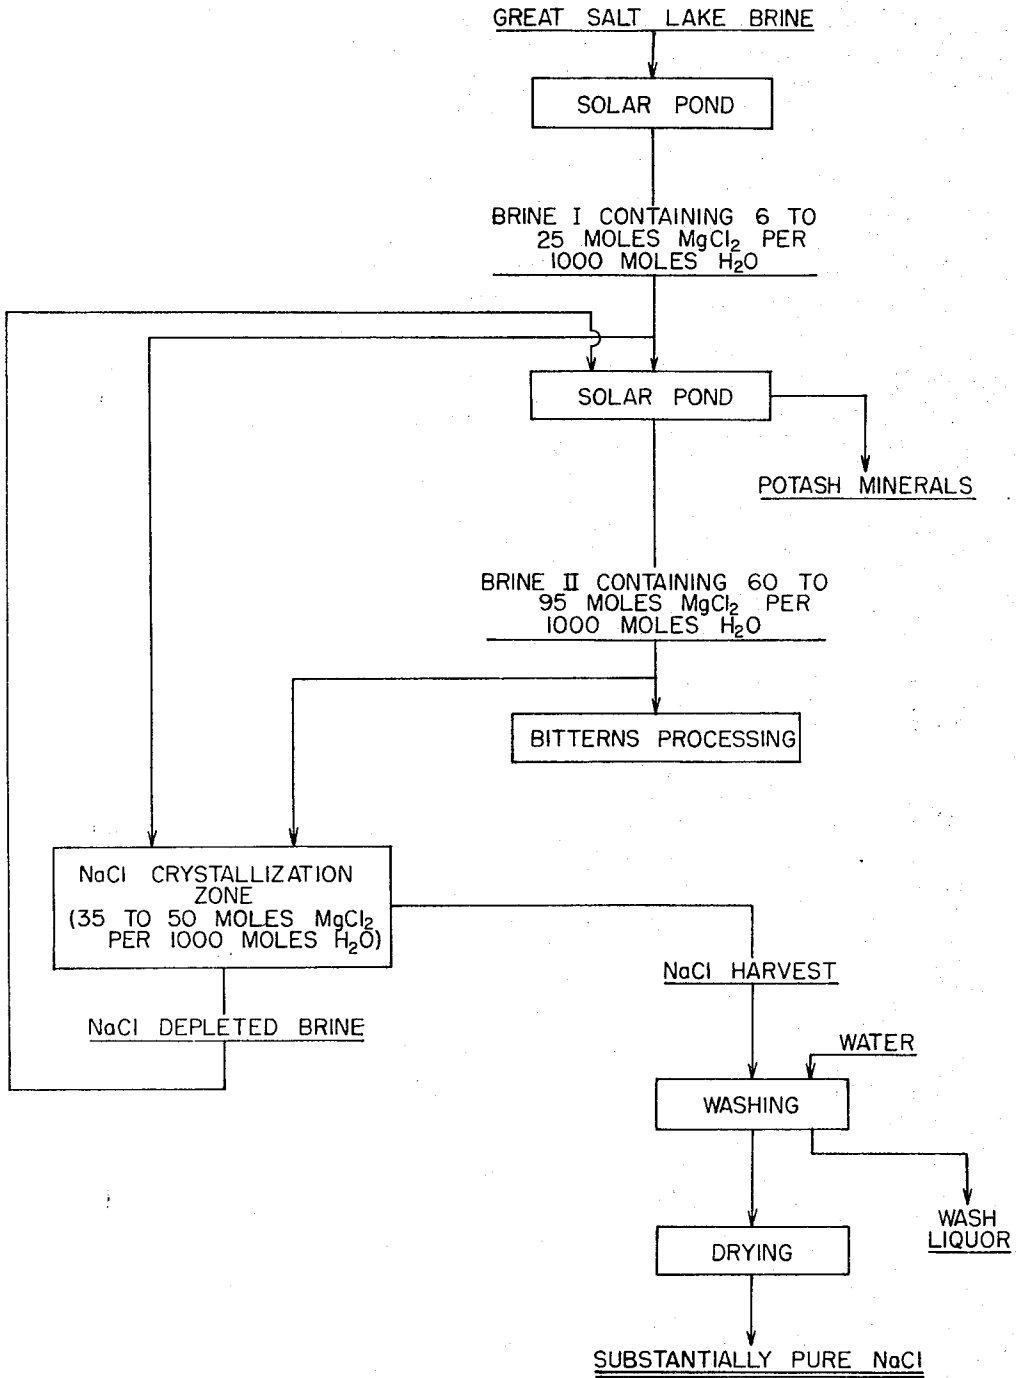 GREAT SALT LAKE BRINE
SOLAR POND
BRINE I CONTAINING 6 TO
25 MOLES MgCl₂ PER
1000 MOLES H₂O
SOLAR POND
POTASH MINERALS
BRINE II CONTAINING 60 TO
95 MOLES MgCl₂ PER
1000 MOLES H₂O
BITTERNS PROCESSING
NaCl CRYSTALLIZATION
ZONE
(35 TO 50 MOLES MgCl₂
PER 1000 MOLES H₂O)
NaCl HARVEST
NaCl DEPLETED BRINE
WATER
WASHING
WASH
LIQUOR
DRYING
SUBSTANTIALLY PURE NaCl